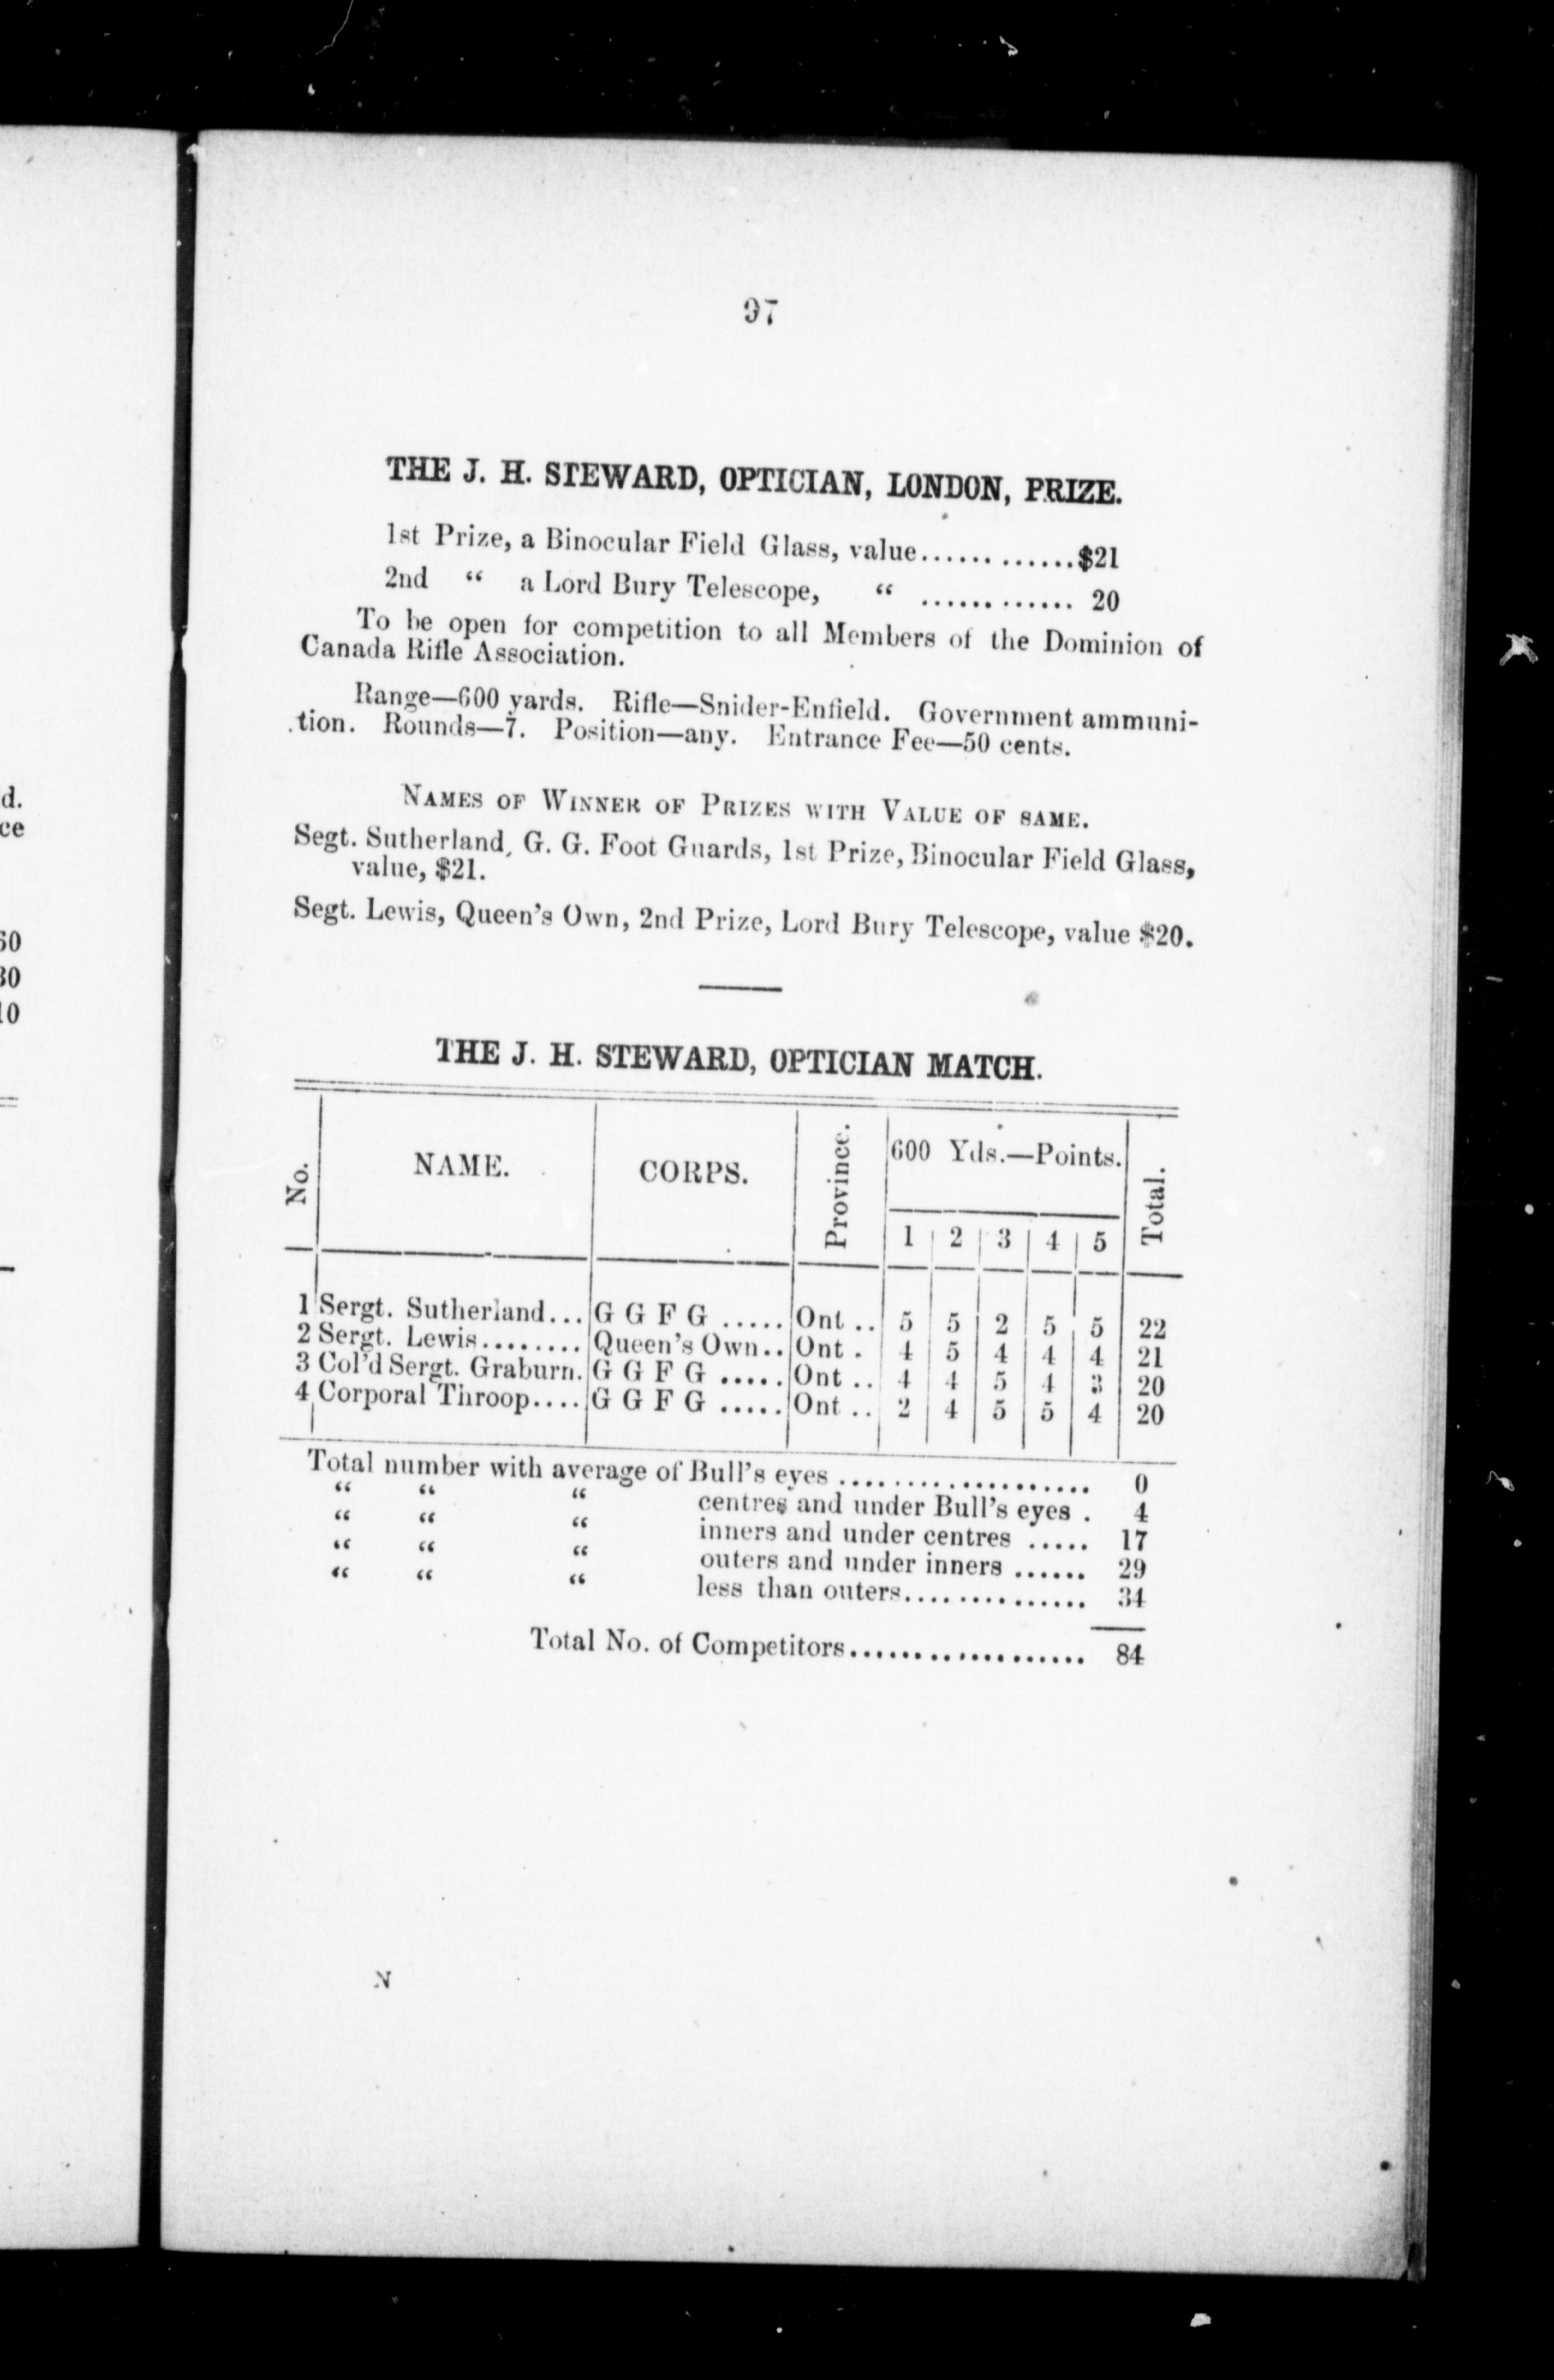 97
THE J. H. STEWARD, OPTICIAN, LONDON, PRIZE.
1st Prize, a Binocular Field Glass, value............$21
2nd “ a Lord Bury Telescope, “ ............ 20
To be open for competition to all Members of the Dominion of
Canada Rifle Association.
Range—600 yards. Rifle—Snider-Enfield. Government ammuni-
tion. Rounds—7. Position—any. Entrance Fee—50 cents.
NAMES OF WINNER OF PRIZES WITH VALUE OF SAME.
Segt. Sutherland, G. G. Foot Guards, 1st Prize, Binocular Field Glass,
value, $21.
Segt. Lewis, Queen's Own, 2nd Prize, Lord Bury Telescope, value $20.
THE J. H. STEWARD, OPTICIAN MATCH.
No. NAME. CORPS. Province. 600 Yds.—Points. Total.
1 2 3 4 5
1 Sergt. Sutherland... G G F G ..... Ont .. 5 5 2 5 5 22
2 Sergt. Lewis........ Queen's Own.. Ont . 4 5 4 4 4 21
3 Col'd Sergt. Graburn. G G F G ..... Ont .. 4 4 5 4 3 20
4 Corporal Throop.... G G F G ..... Ont .. 2 4 5 5 4 20
Total number with average of Bull's eyes ................... 0
“ “ “ centres and under Bull's eyes . 4
“ “ “ inners and under centres ..... 17
“ “ “ outers and under inners ...... 29
“ “ “ less than outers.............. 34
Total No. of Competitors.................. 84
N
d.
ce